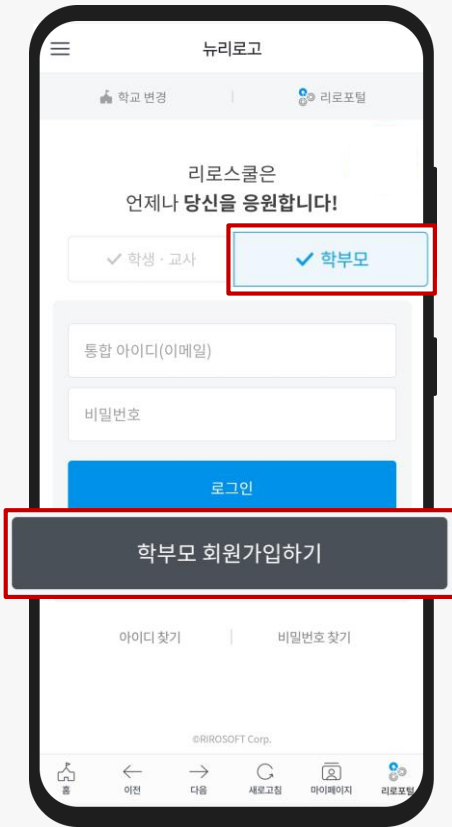 뉴리로고
학교 변경 리로포털
리로스쿨은
언제나 당신을 응원합니다!
학생 · 교사 학부모
통합 아이디(이메일)
비밀번호
로그인
학부모 회원가입하기
아이디 찾기 비밀번호 찾기
©RIROSOFT Corp.
홈 이전 다음 새로고침 마이페이지 리로포털